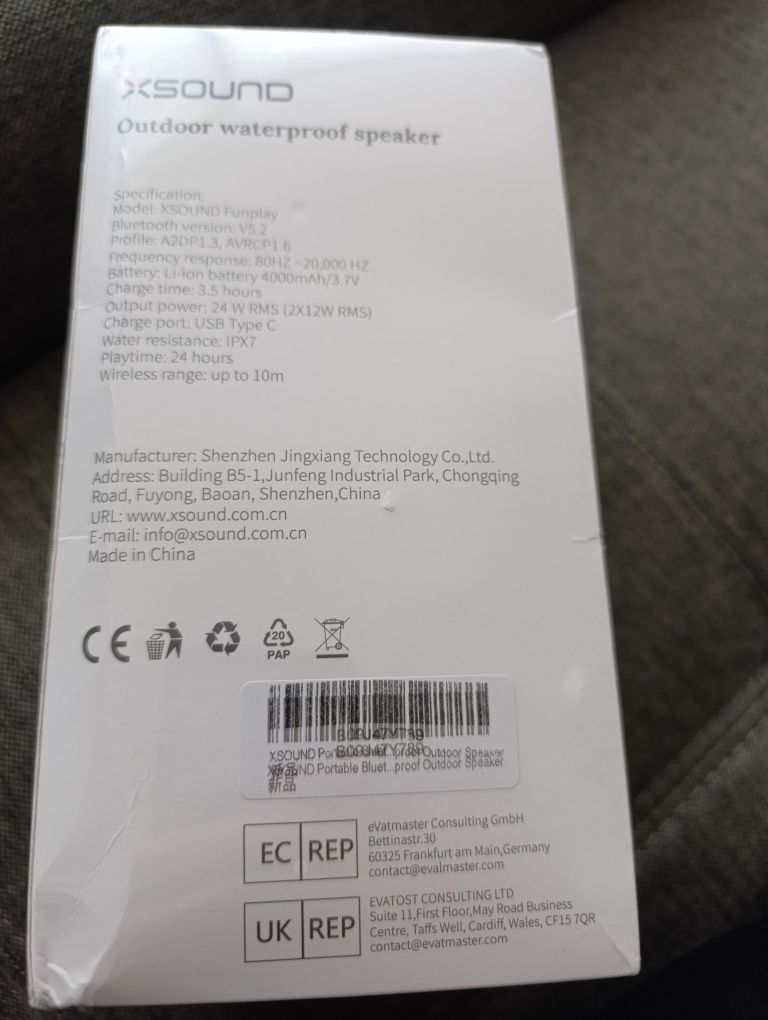 XSOUND
Outdoor waterproof speaker
Specification:
Model: XSOUND Funplay
Bluetooth version: V5.2
Profile: A2DP1.3, AVRCP1.6
Frequency response: 80HZ ~20,000 HZ
Battery: Li-ion battery 4000mAh/3.7V
Charge time: 3.5 hours
Output power: 24 W RMS (2X12W RMS)
Charge port: USB Type C
Water resistance: IPX7
Playtime: 24 hours
Wireless range: up to 10m
Manufacturer: Shenzhen Jingxiang Technology Co.,Ltd.
Address: Building B5-1,Junfeng Industrial Park, Chongqing
Road, Fuyong, Baoan, Shenzhen,China
URL: www.xsound.com.cn
E-mail: info@xsound.com.cn
Made in China
CE
20
PAP
XSOUND Portable Bluet...proof Outdoor Speaker
XSOUND Portable Bluet...proof Outdoor Speaker
新品
EC REP
eVatmaster Consulting GmbH
Bettinastr.30
60325 Frankfurt am Main,Germany
contact@evalmaster.com
UK REP
EVATOST CONSULTING LTD
Suite 11,First Floor,May Road Business
Centre, Taffs Well, Cardiff, Wales, CF15 7QR
contact@evatmaster.com